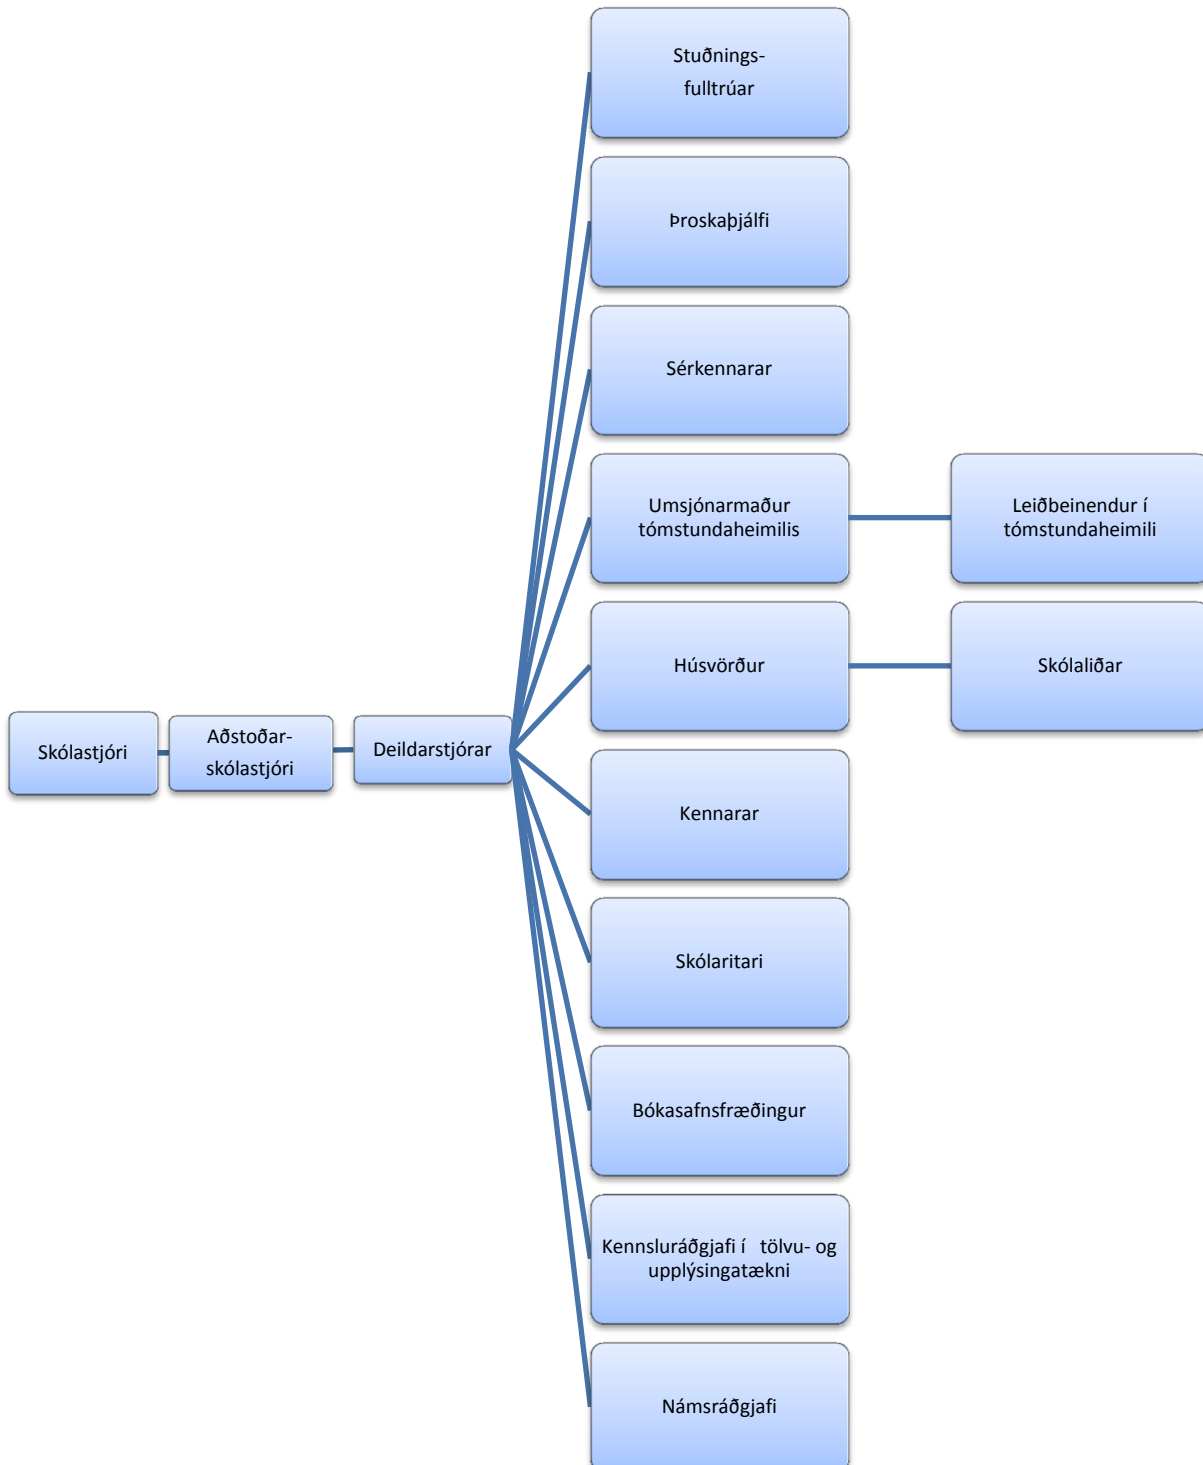 Stuðnings-
fulltrúar
Þroskaþjálfi
Sérkennarar
Umsjónarmaður
tómstundaheimilis
Leiðbeinendur í
tómstundaheimili
Húsvörður
Skólaliðar
Skólastjóri
Aðstoðar-
skólastjóri
Deildarstjórar
Kennarar
Skólaritari
Bókasafnsfræðingur
Kennsluráðgjafi í tölvu- og
upplýsingatækni
Námsráðgjafi